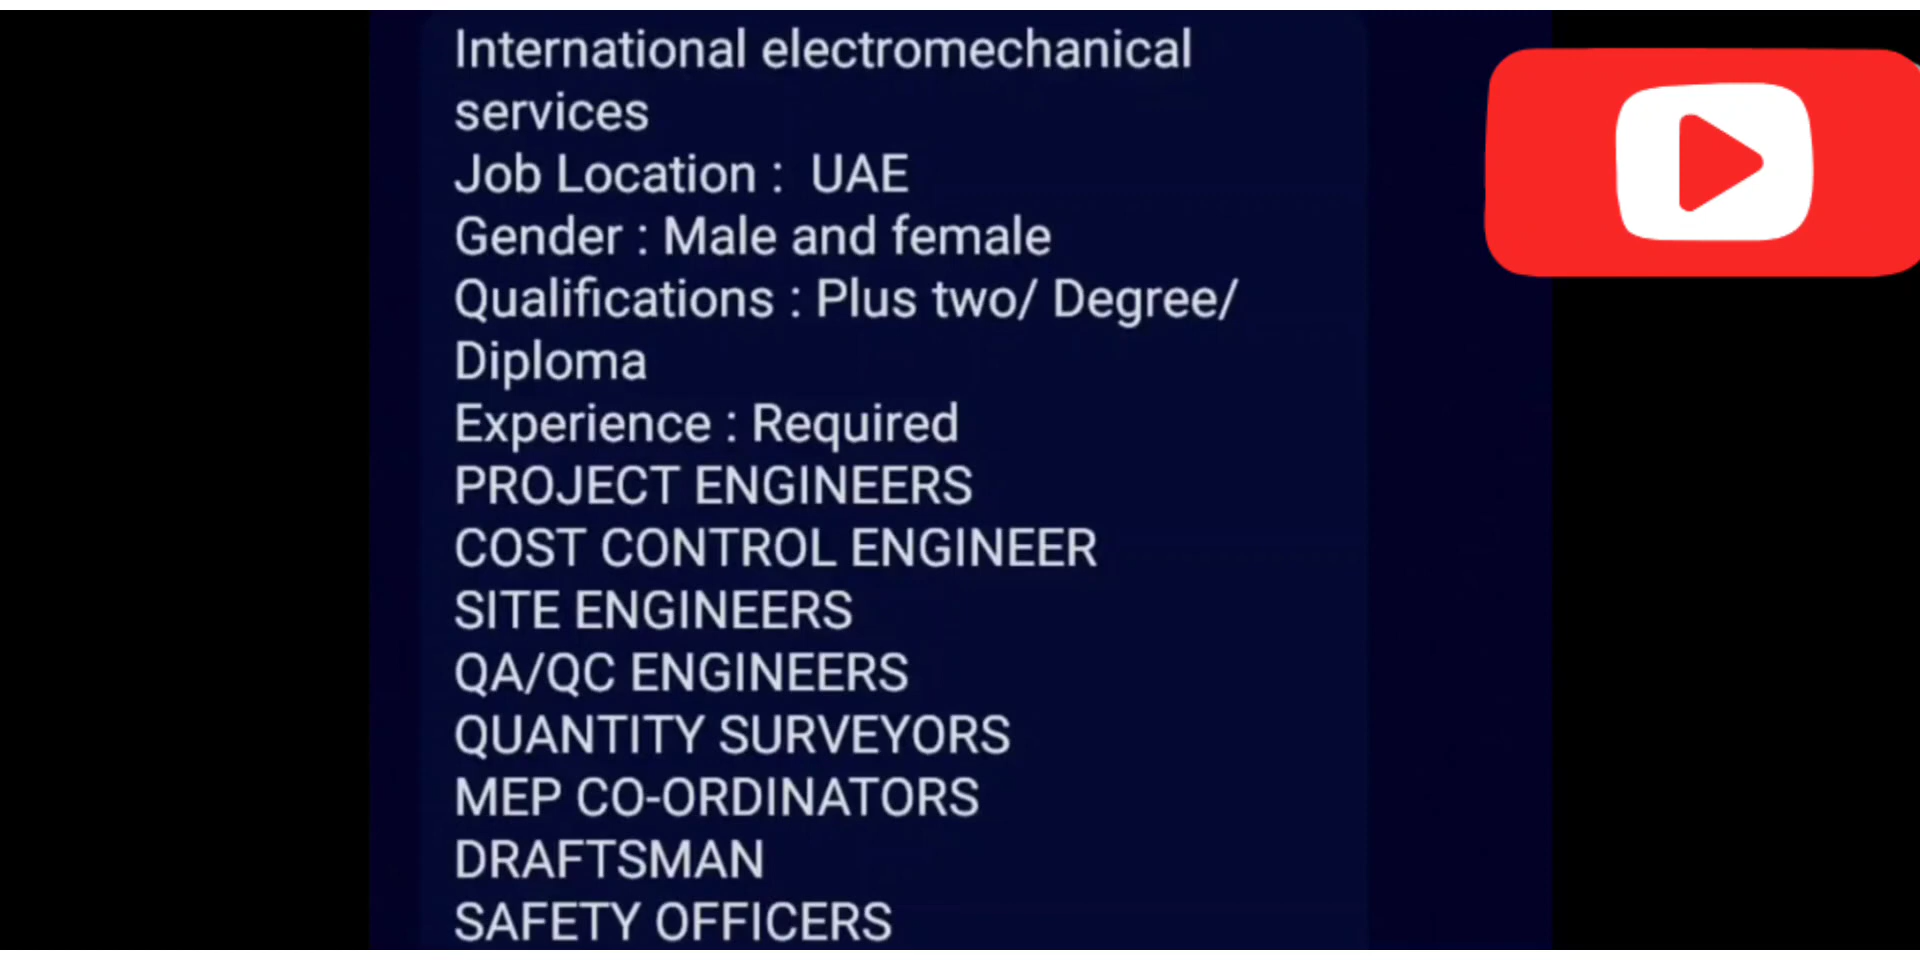 International electromechanical
services
Job Location :  UAE
Gender : Male and female
Qualifications : Plus two/ Degree/
Diploma
Experience : Required
PROJECT ENGINEERS
COST CONTROL ENGINEER
SITE ENGINEERS
QA/QC ENGINEERS
QUANTITY SURVEYORS
MEP CO-ORDINATORS
DRAFTSMAN
SAFETY OFFICERS